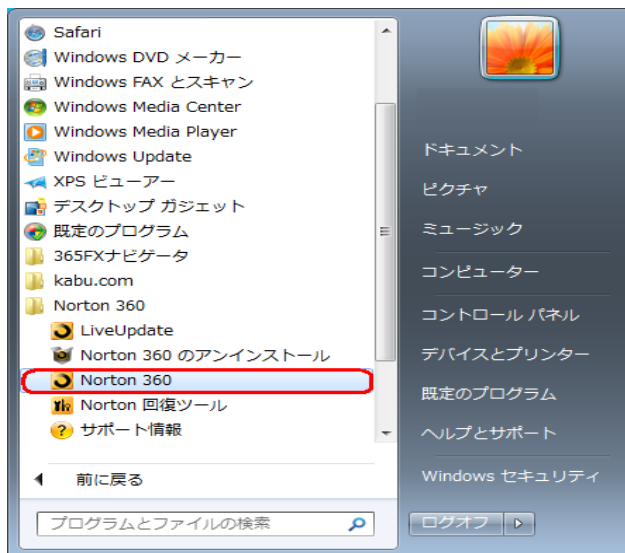 Safari
Windows DVD メーカー
Windows FAX とスキャン
Windows Media Center
Windows Media Player
Windows Update
XPS ビューアー
デスクトップ ガジェット
既定のプログラム
365FXナビゲータ
kabu.com
Norton 360
LiveUpdate
Norton 360 のアンインストール
Norton 360
Norton 回復ツール
サポート情報
前に戻る
プログラムとファイルの検索
ドキュメント
ピクチャ
ミュージック
コンピューター
コントロール パネル
デバイスとプリンター
既定のプログラム
ヘルプとサポート
Windows セキュリティ
ログオフ